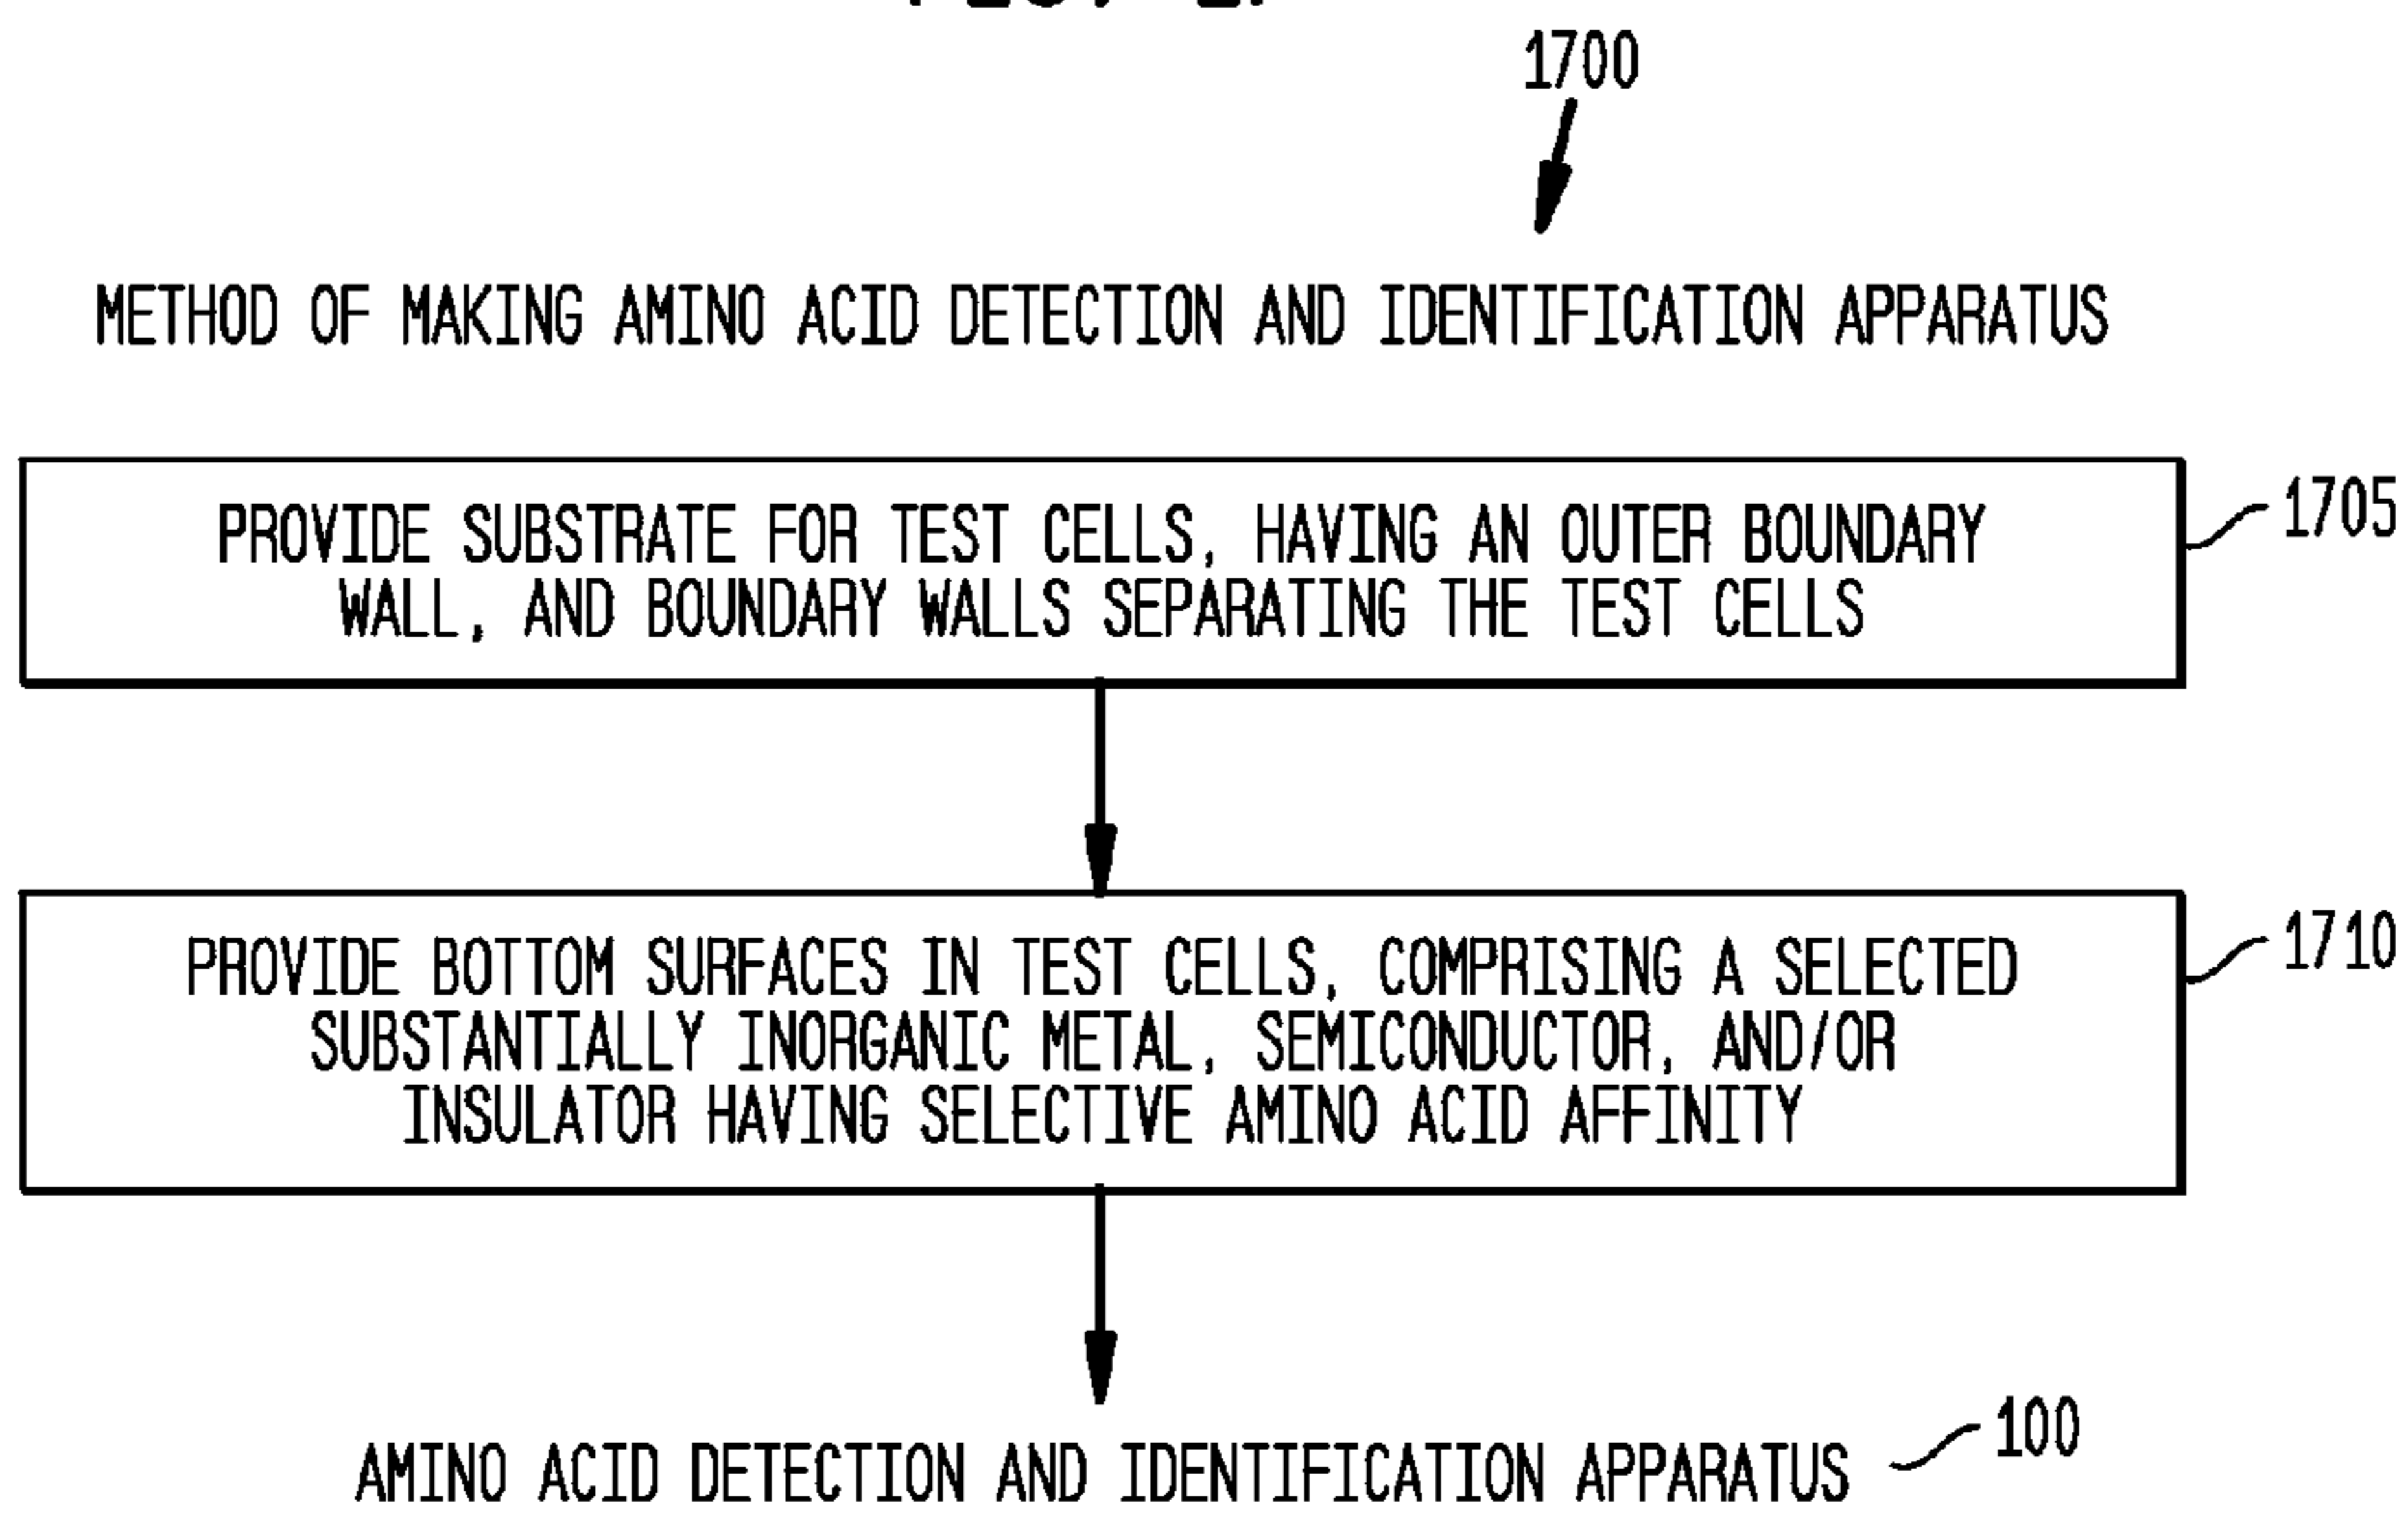 1700
METHOD OF MAKING AMINO ACID DETECTION AND IDENTIFICATION APPARATUS
PROVIDE SUBSTRATE FOR TEST CELLS, HAVING AN OUTER BOUNDARY
WALL, AND BOUNDARY WALLS SEPARATING THE TEST CELLS
1705
PROVIDE BOTTOM SURFACES IN TEST CELLS, COMPRISING A SELECTED
SUBSTANTIALLY INORGANIC METAL, SEMICONDUCTOR, AND/OR
INSULATOR HAVING SELECTIVE AMINO ACID AFFINITY
1710
AMINO ACID DETECTION AND IDENTIFICATION APPARATUS
100